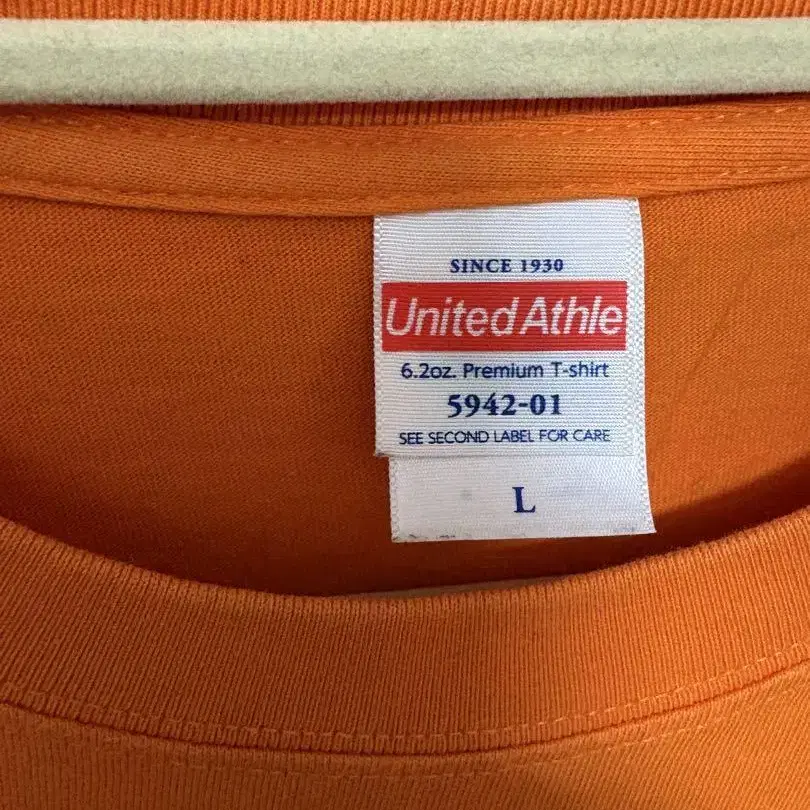 SINCE 1930
United Athle
6.2oz. Premium T-shirt
5942-01
SEE SECOND LABEL FOR CARE
L